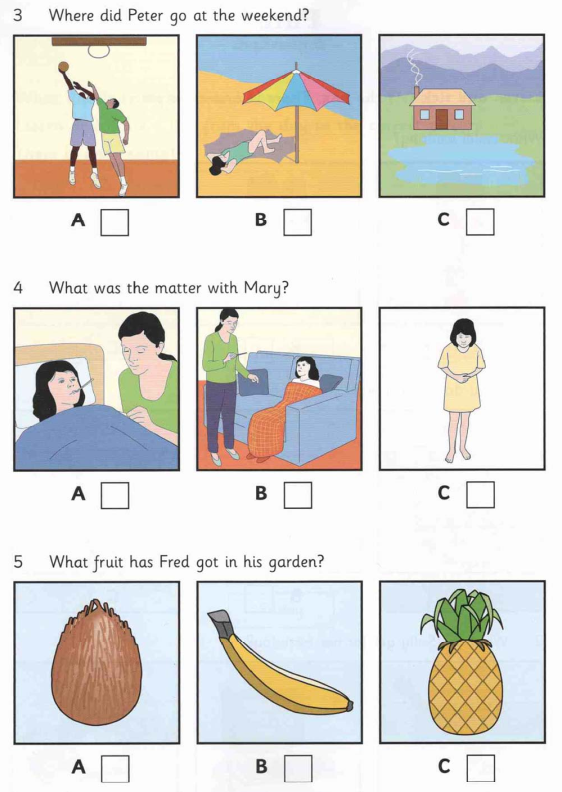 3 Where did Peter go at the weekend?
A B C
4 What was the matter with Mary?
A B C
5 What fruit has Fred got in his garden?
A B C